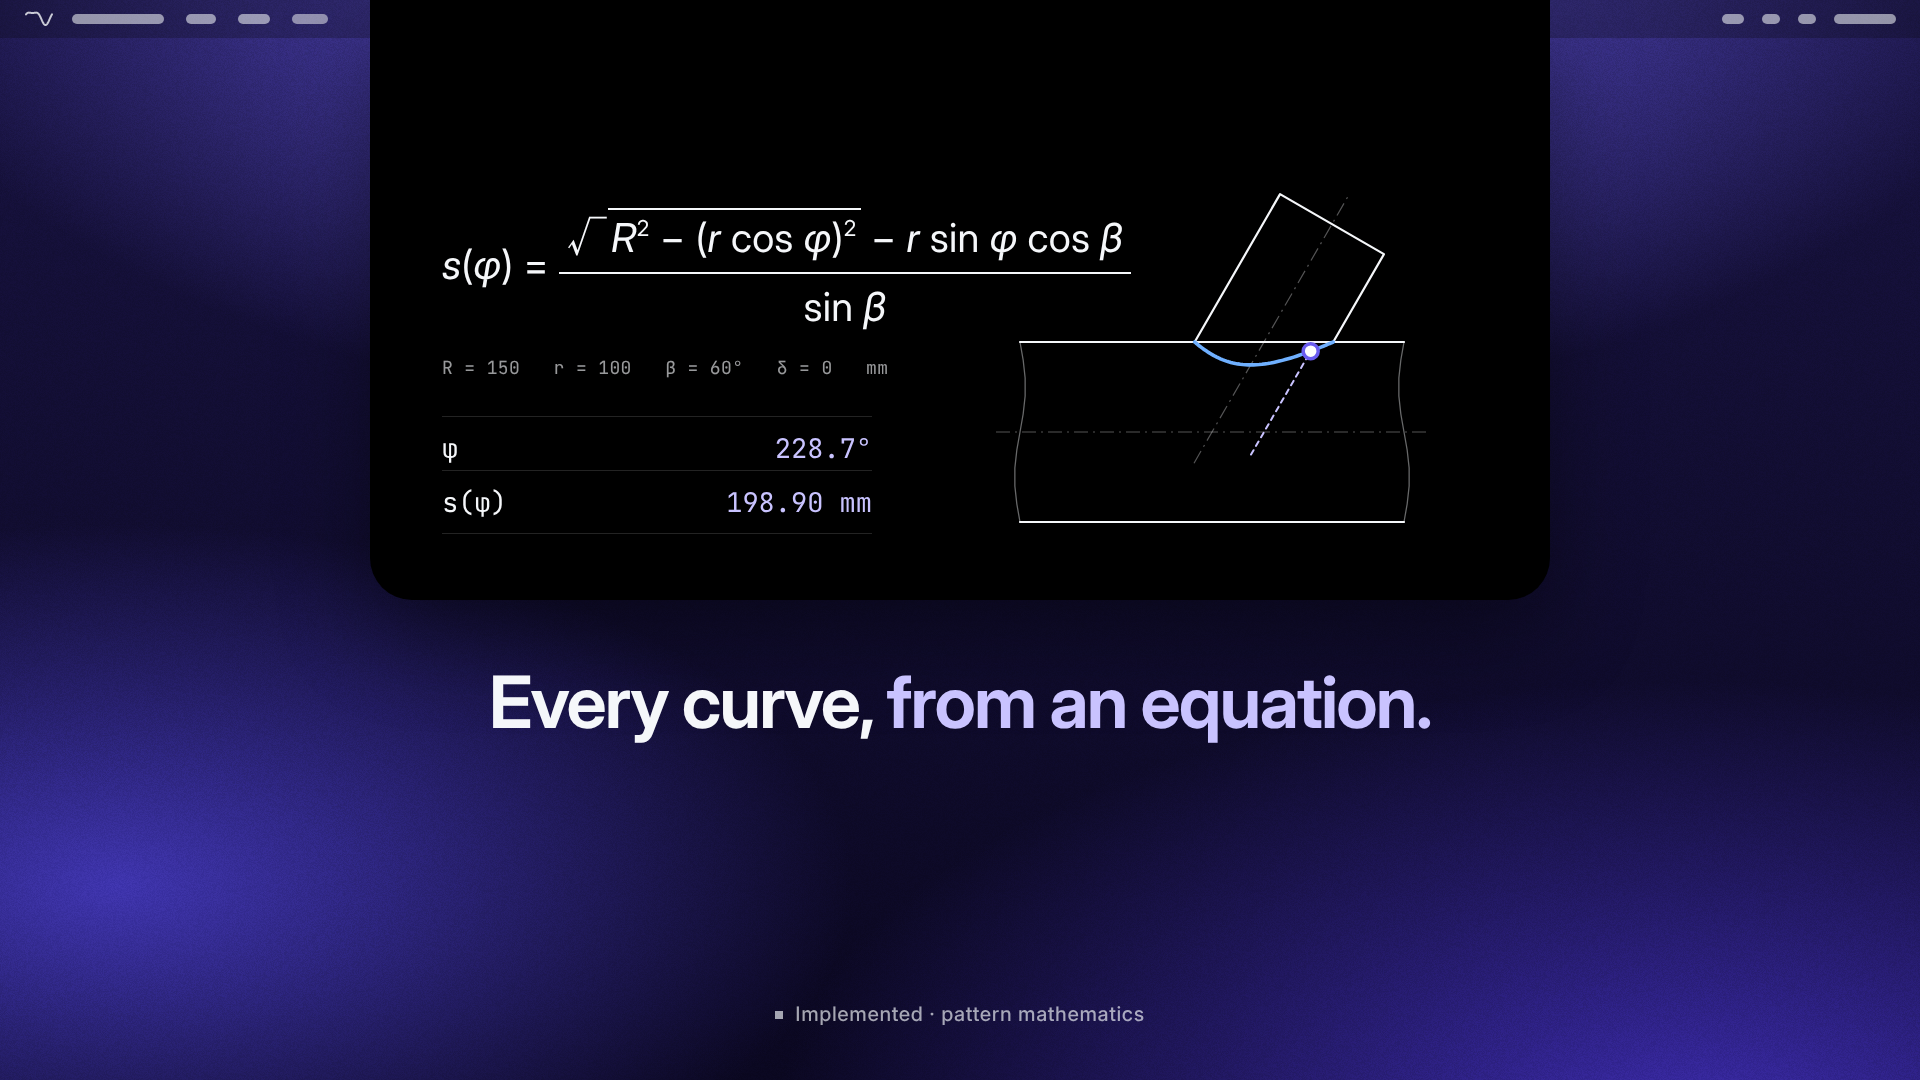 s(φ) = √R² − (r cos φ)² − r sin φ cos β
sin β
R = 150 r = 100 β = 60° δ = 0 mm
φ 228.7°
s(φ) 198.90 mm
Every curve, from an equation.
Implemented · pattern mathematics